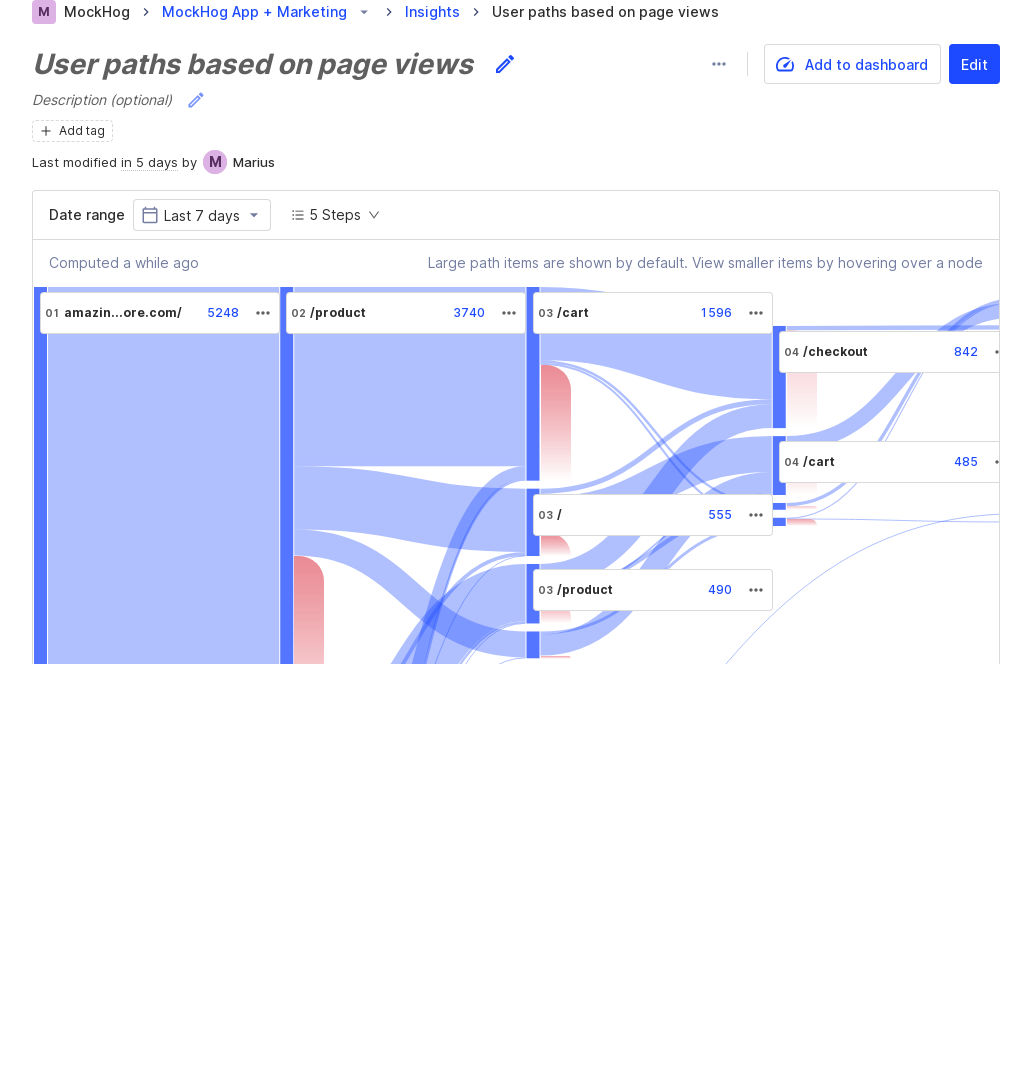 M MockHog MockHog App + Marketing Insights User paths based on page views
User paths based on page views
Add to dashboard Edit
Description (optional)
Add tag
Last modified in 5 days by M Marius
Date range Last 7 days 5 Steps
Computed a while ago Large path items are shown by default. View smaller items by hovering over a node
01 amazin...ore.com/ 5248
02 /product 3740
03 /cart 1596
04 /checkout 842
04 /cart 485
03 / 555
03 /product 490